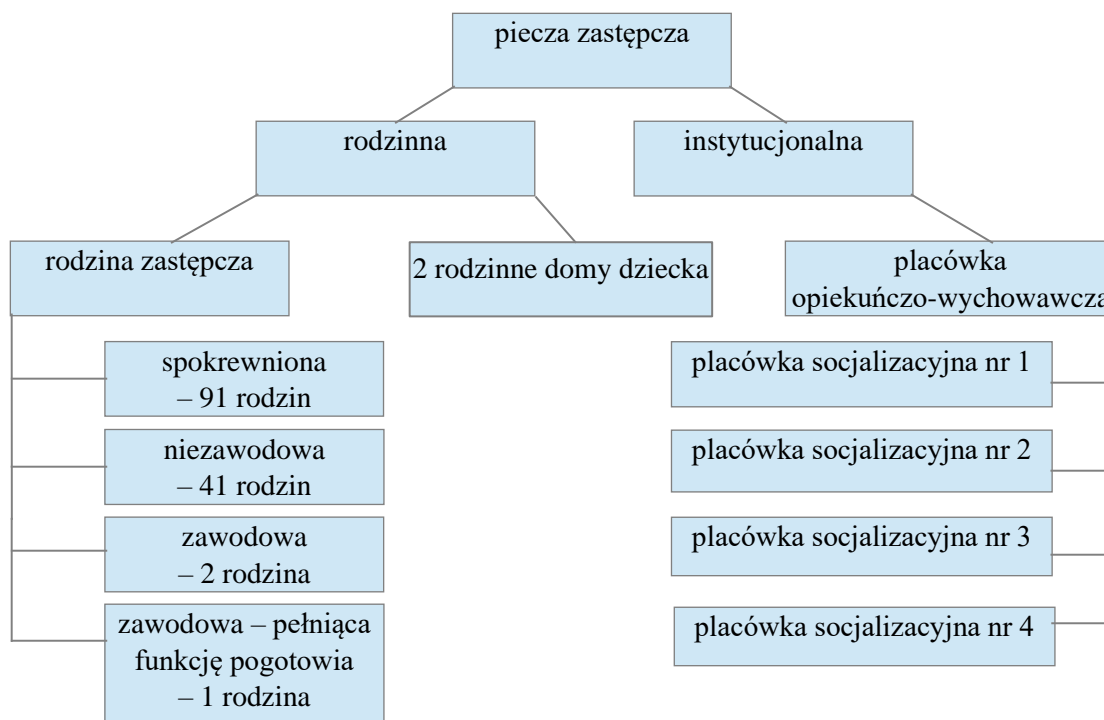 piecza zastępcza
rodzinna
instytucjonalna
rodzina zastępcza
2 rodzinne domy dziecka
placówka
opiekuńczo-wychowawcza
spokrewniona
– 91 rodzin
niezawodowa
– 41 rodzin
zawodowa
– 2 rodzina
zawodowa – pełniąca
funkcję pogotowia
– 1 rodzina
placówka socjalizacyjna nr 1
placówka socjalizacyjna nr 2
placówka socjalizacyjna nr 3
placówka socjalizacyjna nr 4